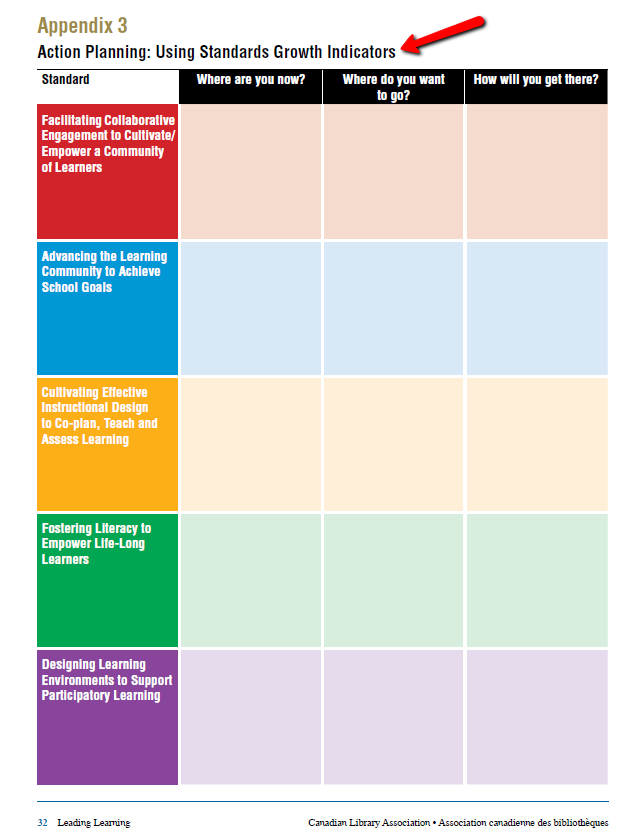 Appendix 3
Action Planning: Using Standards Growth Indicators
Standard
Where are you now?
Where do you want
to go?
How will you get there?
Facilitating Collaborative
Engagement to Cultivate/
Empower a Community
of Learners
Advancing the Learning
Community to Achieve
School Goals
Cultivating Effective
Instructional Design
to Co-plan, Teach and
Assess Learning
Fostering Literacy to
Empower Life-Long
Learners
Designing Learning
Environments to Support
Participatory Learning
32 Leading Learning
Canadian Library Association • Association canadienne des bibliothèques